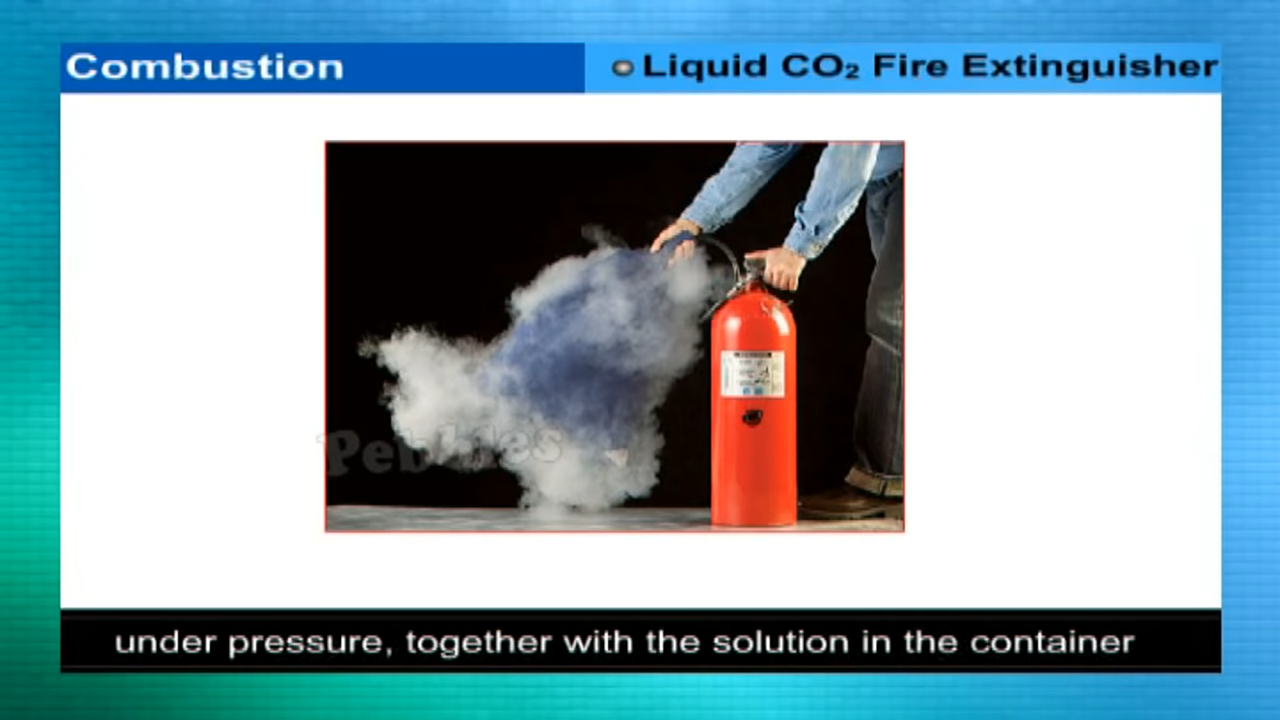 Combustion
Liquid CO₂ Fire Extinguisher
Pebbles
under pressure, together with the solution in the container